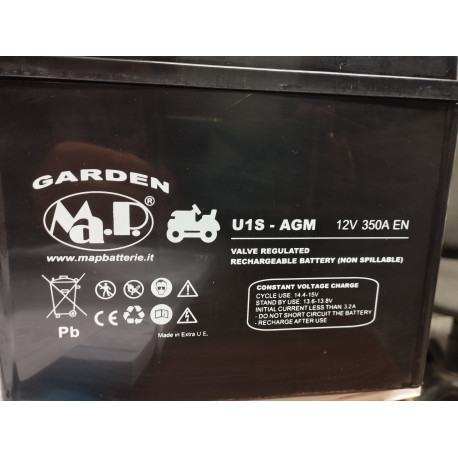 GARDEN
Ma.P.®
www.mapbatterie.it
U1S - AGM 12V 350A EN
VALVE REGULATED
RECHARGEABLE BATTERY (NON SPILLABLE)
CONSTANT VOLTAGE CHARGE
CYCLE USE: 14.4-15V
STAND BY USE: 13.6-13.8V
INITIAL CURRENT LESS THAN 3.2A
- DO NOT SHORT CIRCUIT THE BATTERY
- RECHARGE AFTER USE
Pb
CE
Made in Extra U E.